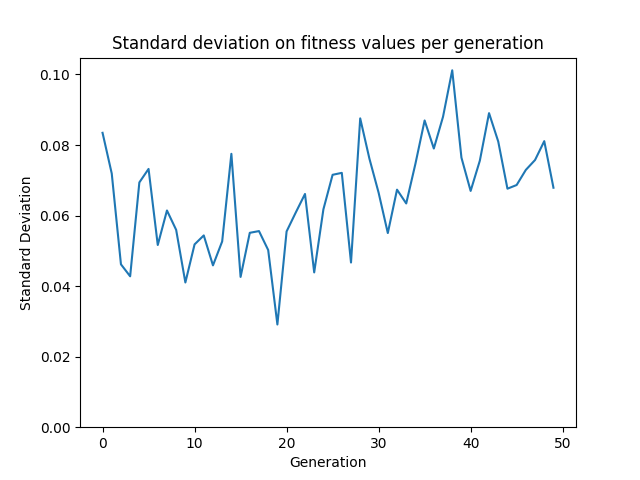 Standard deviation on fitness values per generation
0.10
0.08
0.06
0.04
0.02
0.00
Standard Deviation
0 10 20 30 40 50
Generation